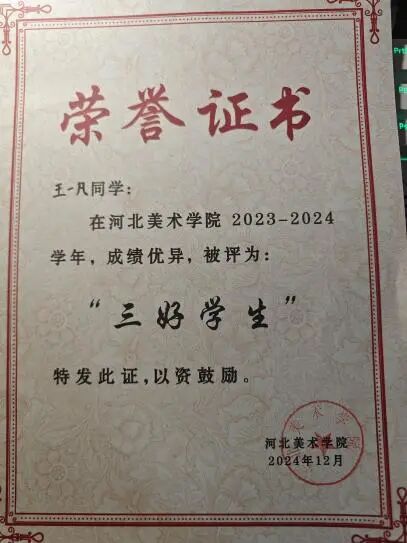 荣誉证书
王一凡同学：
在河北美术学院 2023-2024
学年，成绩优异，被评为：
“三好学生”
特发此证，以资鼓励。
河北美术学院
2024年12月